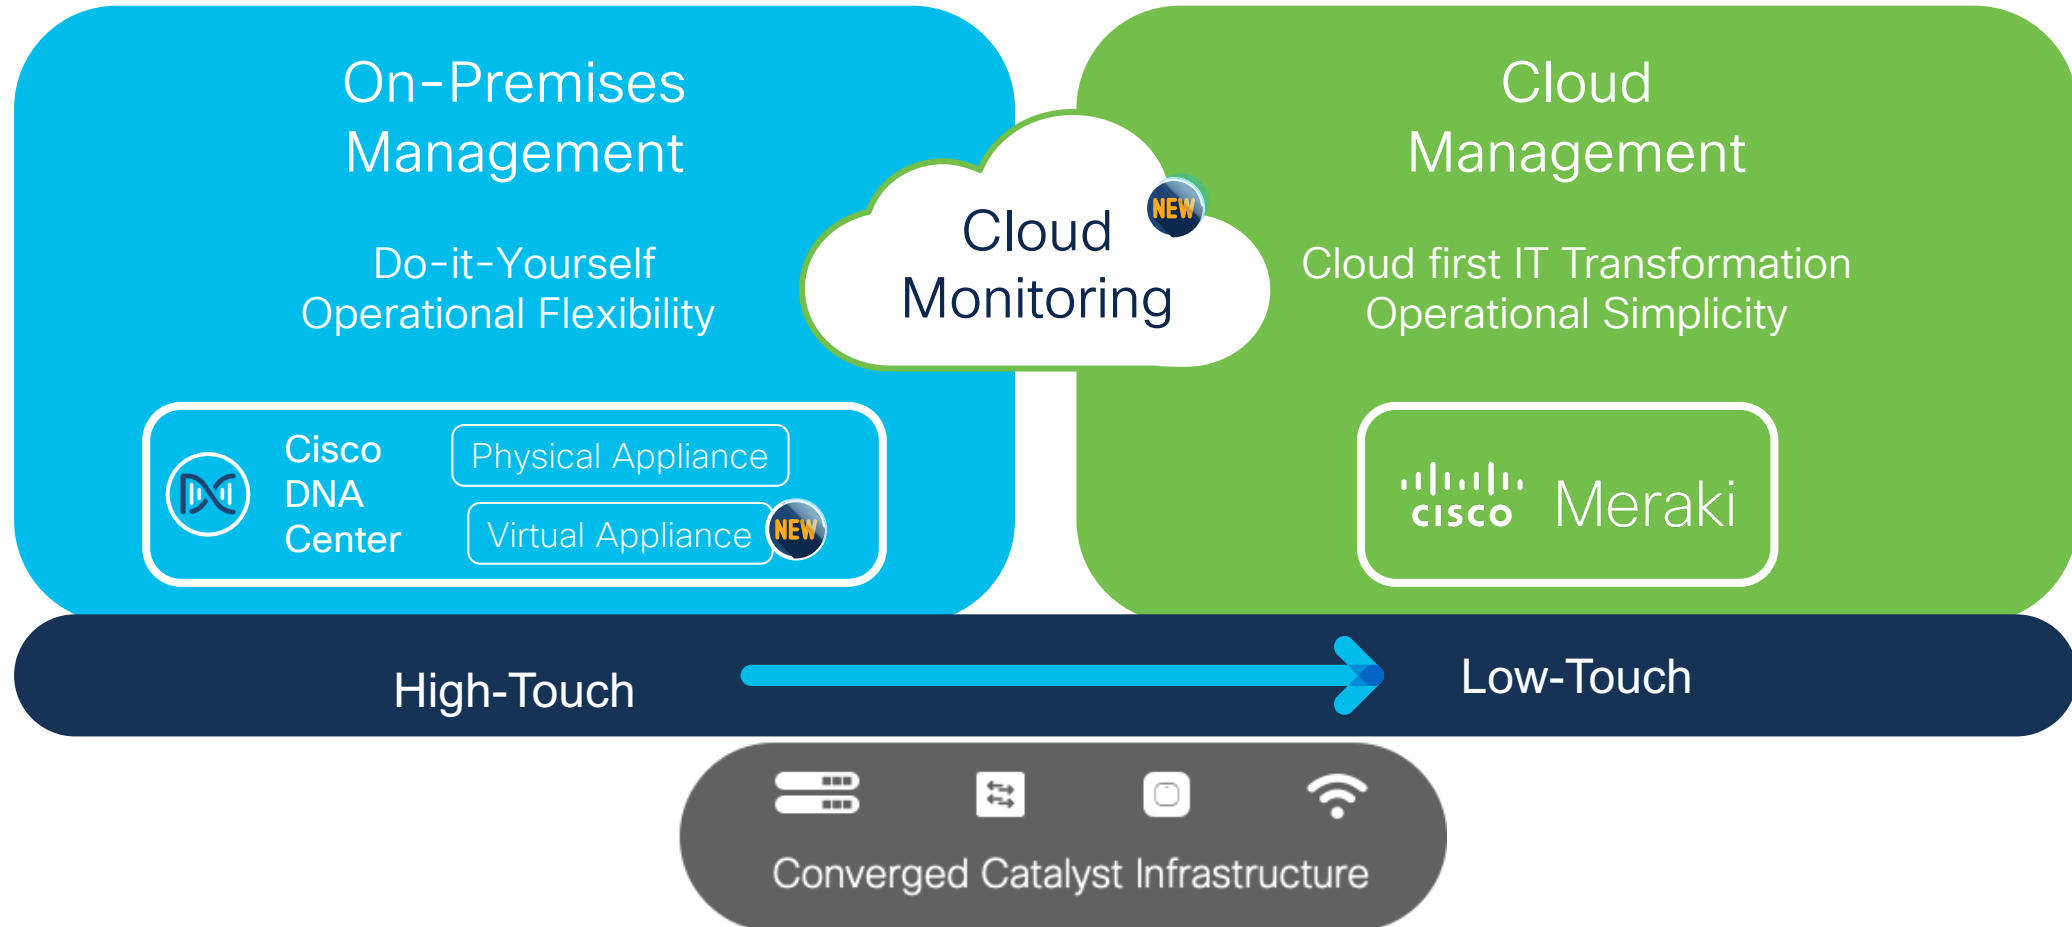 On-Premises
Management
Do-it-Yourself
Operational Flexibility
Cisco
DNA
Center
Physical Appliance
Virtual Appliance
NEW
Cloud
Monitoring
NEW
Cloud
Management
Cloud first IT Transformation
Operational Simplicity
cisco Meraki
High-Touch
Low-Touch
Converged Catalyst Infrastructure